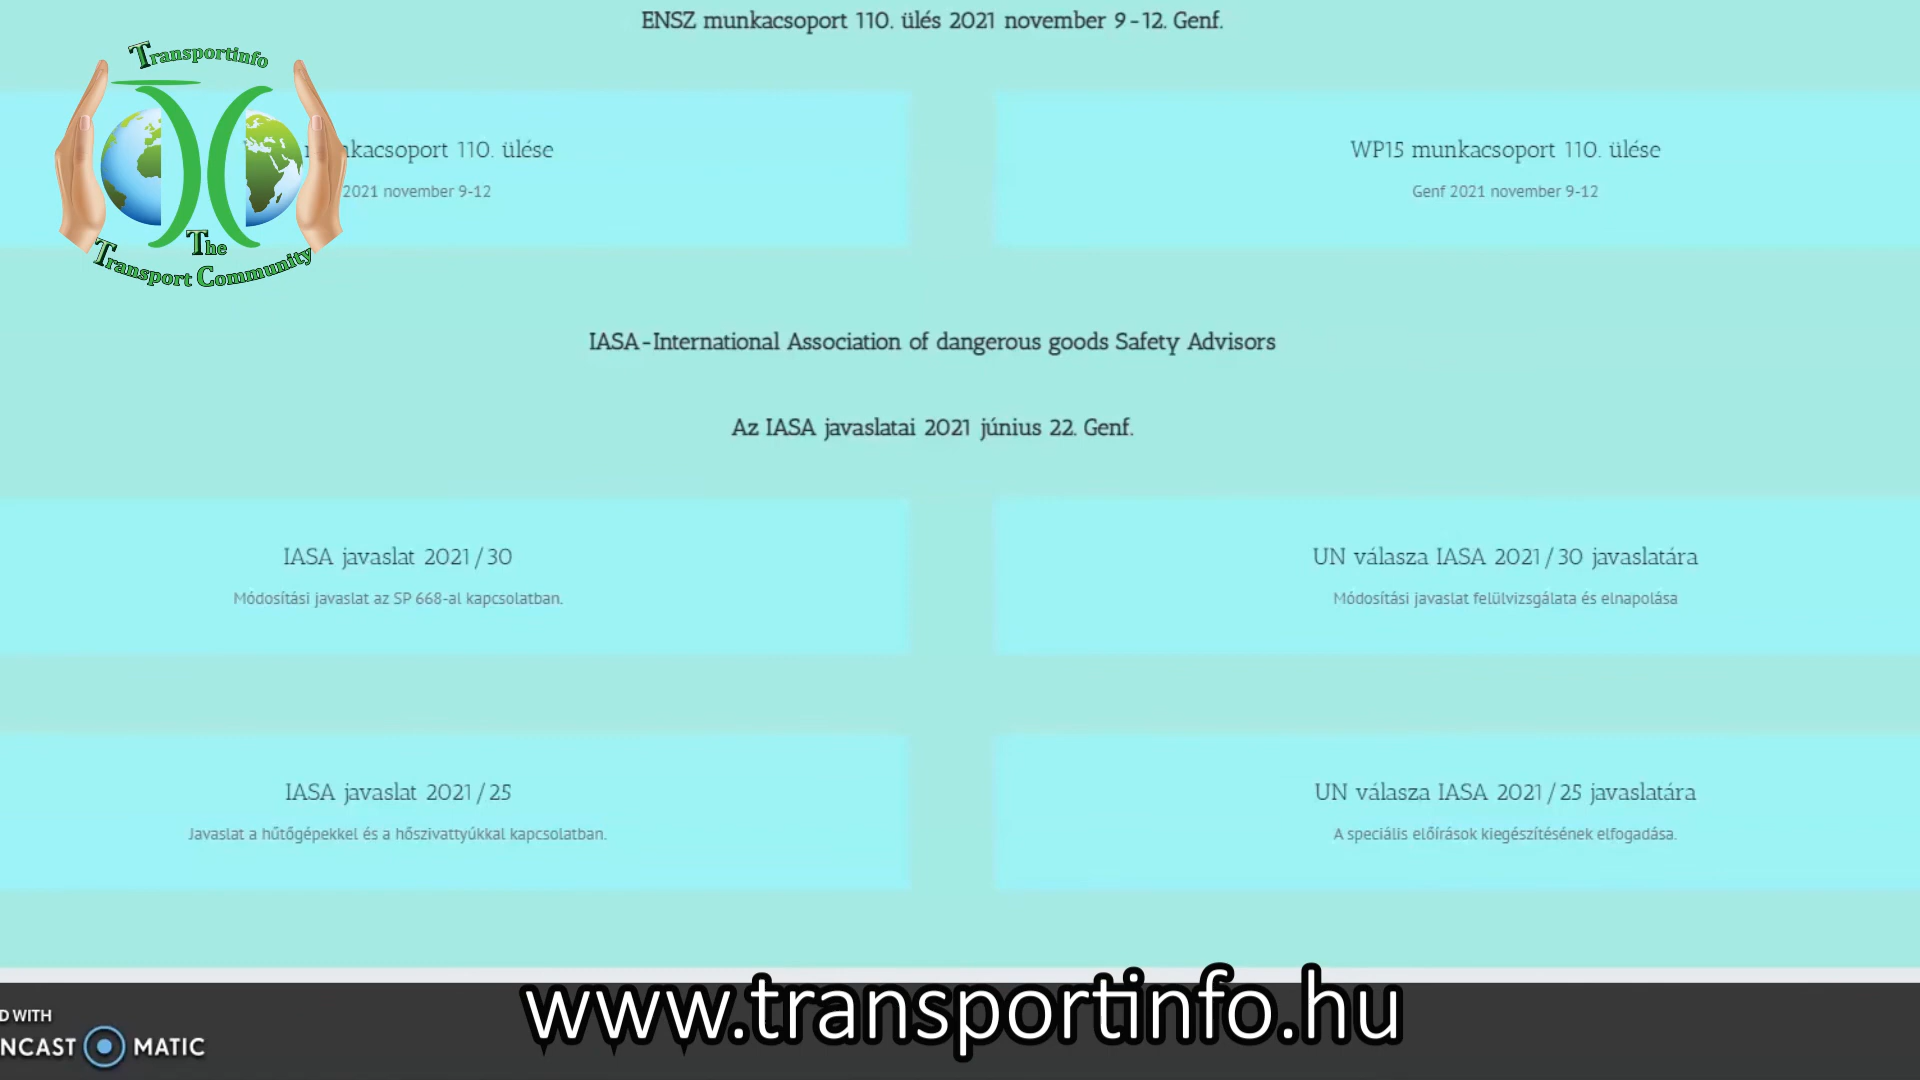 ENSZ munkacsoport 110. ülés 2021 november 9-12. Genf.
Transportinfo
The
Transport Community
110. ülése
2021 november 9-12
WP15 munkacsoport 110. ülése
Genf 2021 november 9-12
IASA-International Association of dangerous goods Safety Advisors
Az IASA javaslatai 2021 június 22. Genf.
IASA javaslat 2021/30
Módosítási javaslat az SP 668-al kapcsolatban.
UN válasza IASA 2021/30 javaslatára
Módosítási javaslat felülvizsgálata és elnapolása
IASA javaslat 2021/25
Javaslat a hűtőgépekkel és a hőszivattyúkkal kapcsolatban.
UN válasza IASA 2021/25 javaslatára
A speciális előírások kiegészítésének elfogadása.
D WITH
NCAST MATIC
www.transportinfo.hu